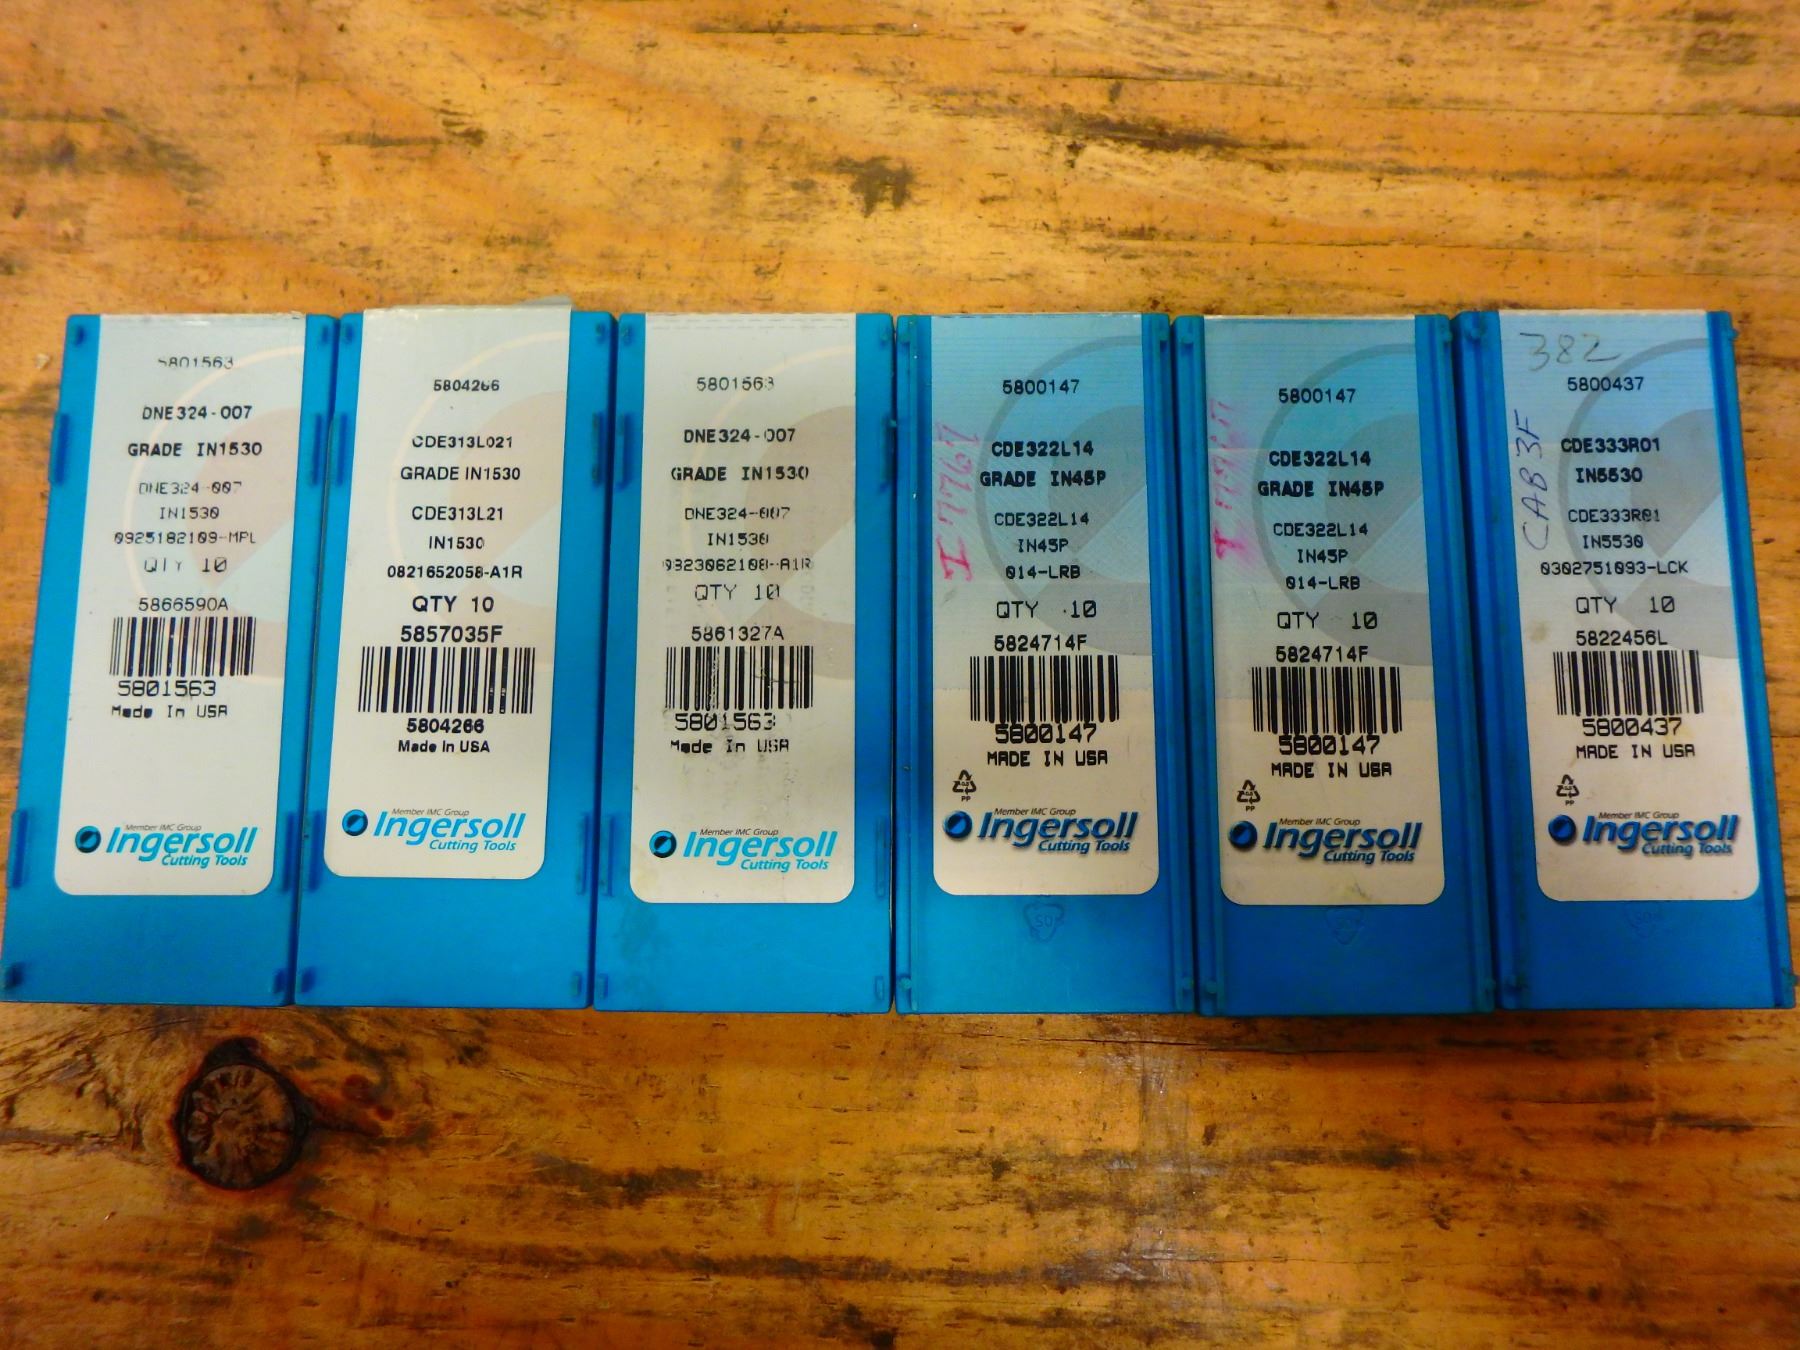 5801563
DNE324-007
GRADE IN1530
DNE324-007
IN1530
0925182109-MPL
QTY 10
5866590A
5801563
Made In USA
Member IMC Group
Ingersoll
Cutting Tools
5804266
CDE313L021
GRADE IN1530
CDE313L21
IN1530
0821652058-A1R
QTY 10
5857035F
5804266
Made In USA
Member IMC Group
Ingersoll
Cutting Tools
5801563
DNE324-007
GRADE IN1530
DNE324-007
IN1530
0323062108-A1R
QTY 10
5861327A
5801563
Made In USA
Member IMC Group
Ingersoll
Cutting Tools
5800147
CDE322L14
GRADE IN45P
CDE322L14
IN45P
014-LRB
QTY 10
5824714F
5800147
MADE IN USA
PP
Member IMC Group
Ingersoll
Cutting Tools
5800147
CDE322L14
GRADE IN45P
CDE322L14
IN45P
014-LRB
QTY 10
5824714F
5800147
MADE IN USA
PP
Member IMC Group
Ingersoll
Cutting Tools
382
5800437
CAB 3F
CDE333R01
IN5530
CDE333R01
IN5530
0302751093-LCK
QTY 10
5822456L
5800437
MADE IN USA
PP
Member IMC Group
Ingersoll
Cutting Tools